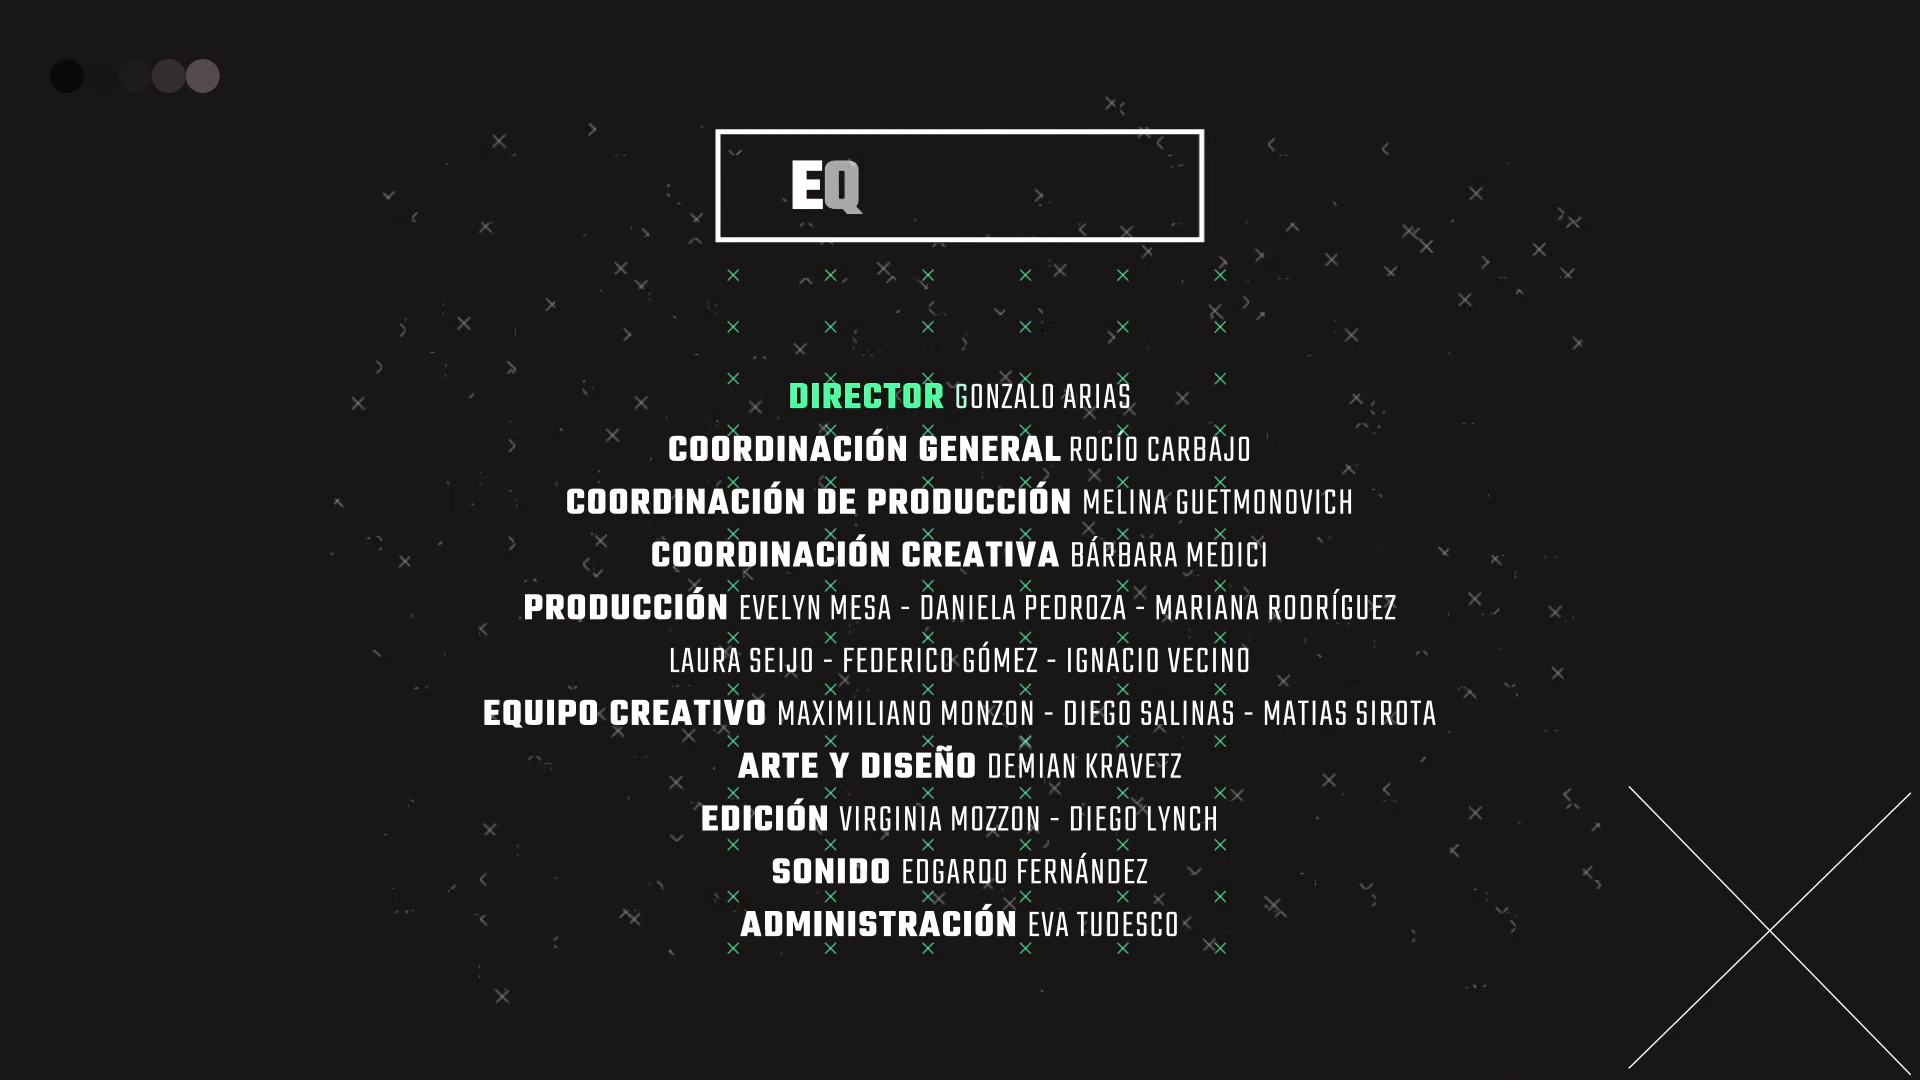 EQ
DIRECTOR GONZALO ARIAS
COORDINACIÓN GENERAL ROCÍO CARBAJO
COORDINACIÓN DE PRODUCCIÓN MELINA GUETMONOVICH
COORDINACIÓN CREATIVA BÁRBARA MEDICI
PRODUCCIÓN EVELYN MESA - DANIELA PEDROZA - MARIANA RODRÍGUEZ
LAURA SEIJO - FEDERICO GÓMEZ - IGNACIO VECINO
EQUIPO CREATIVO MAXIMILIANO MONZON - DIEGO SALINAS - MATIAS SIROTA
ARTE Y DISEÑO DEMIAN KRAVETZ
EDICIÓN VIRGINIA MOZZON - DIEGO LYNCH
SONIDO EDGARDO FERNÁNDEZ
ADMINISTRACIÓN EVA TUDESCO